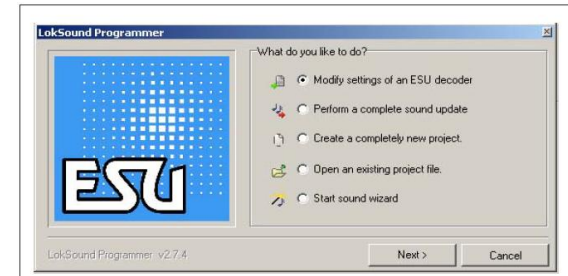 LokSound Programmer
What do you like to do?
Modify settings of an ESU decoder
Perform a complete sound update
Create a completely new project.
Open an existing project file.
Start sound wizard
ESU
LokSound Programmer v2.7.4
Next >
Cancel